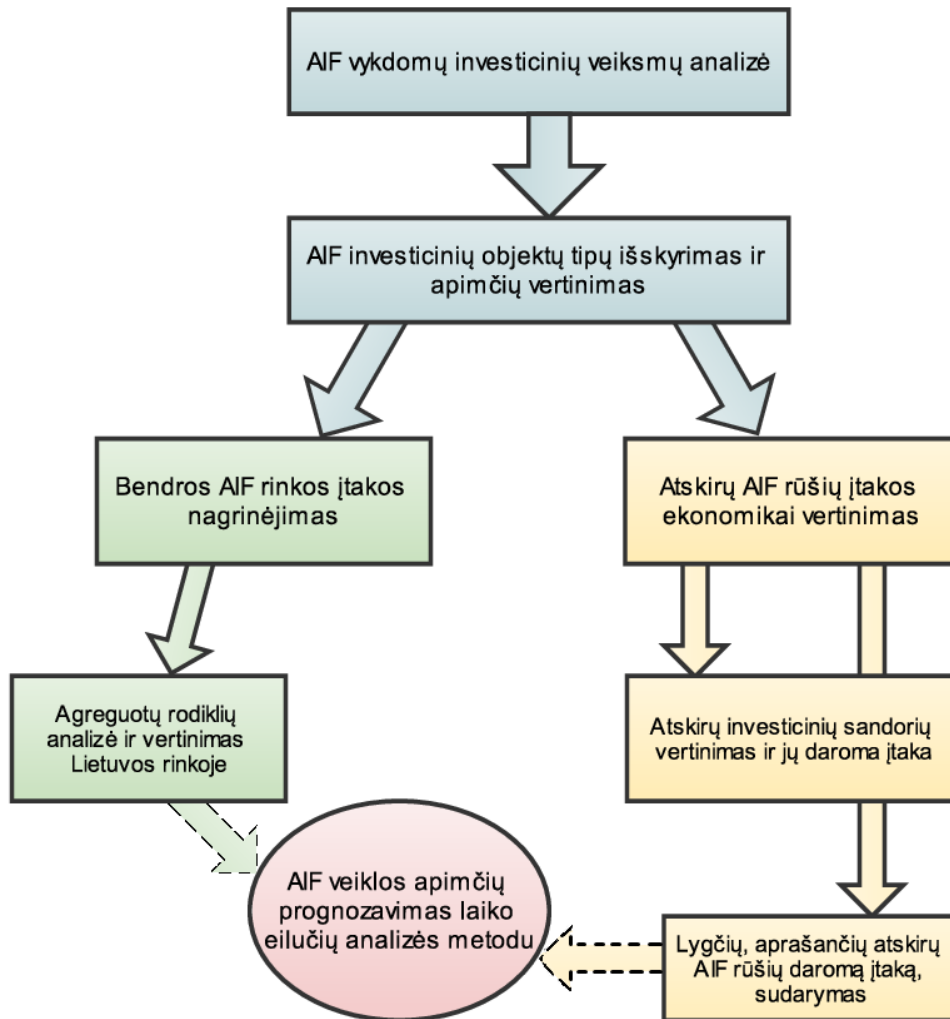 AIF vykdomų investicinių veiksmų analizė
AIF investicinių objektų tipų išskyrimas ir
apimčių vertinimas
Bendros AIF rinkos įtakos
nagrinėjimas
Atskirų AIF rūšių įtakos
ekonomikai vertinimas
Agreguotų rodiklių
analizė ir vertinimas
Lietuvos rinkoje
Atskirų investicinių sandorių
vertinimas ir jų daroma įtaka
AIF veiklos apimčių
prognozavimas laiko
eilučių analizės metodu
Lygčių, aprašančių atskirų
AIF rūšių daromą įtaką,
sudarymas